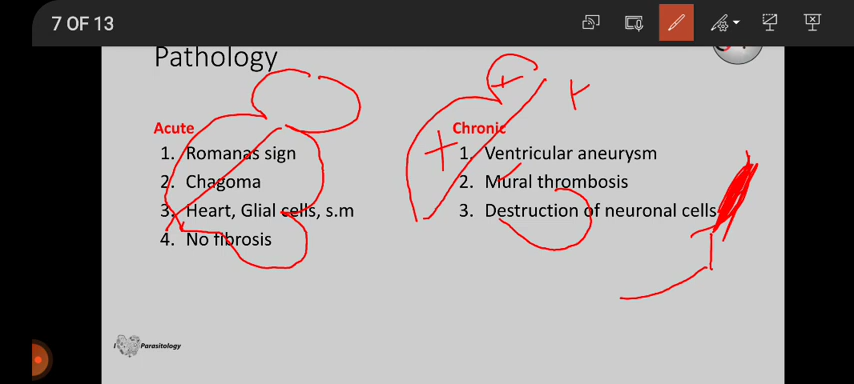 7 OF 13
Pathology
Acute
1. Romanas sign
2. Chagoma
3. Heart, Glial cells, s.m
4. No fibrosis
Chronic
1. Ventricular aneurysm
2. Mural thrombosis
3. Destruction of neuronal cells
I
Parasitology